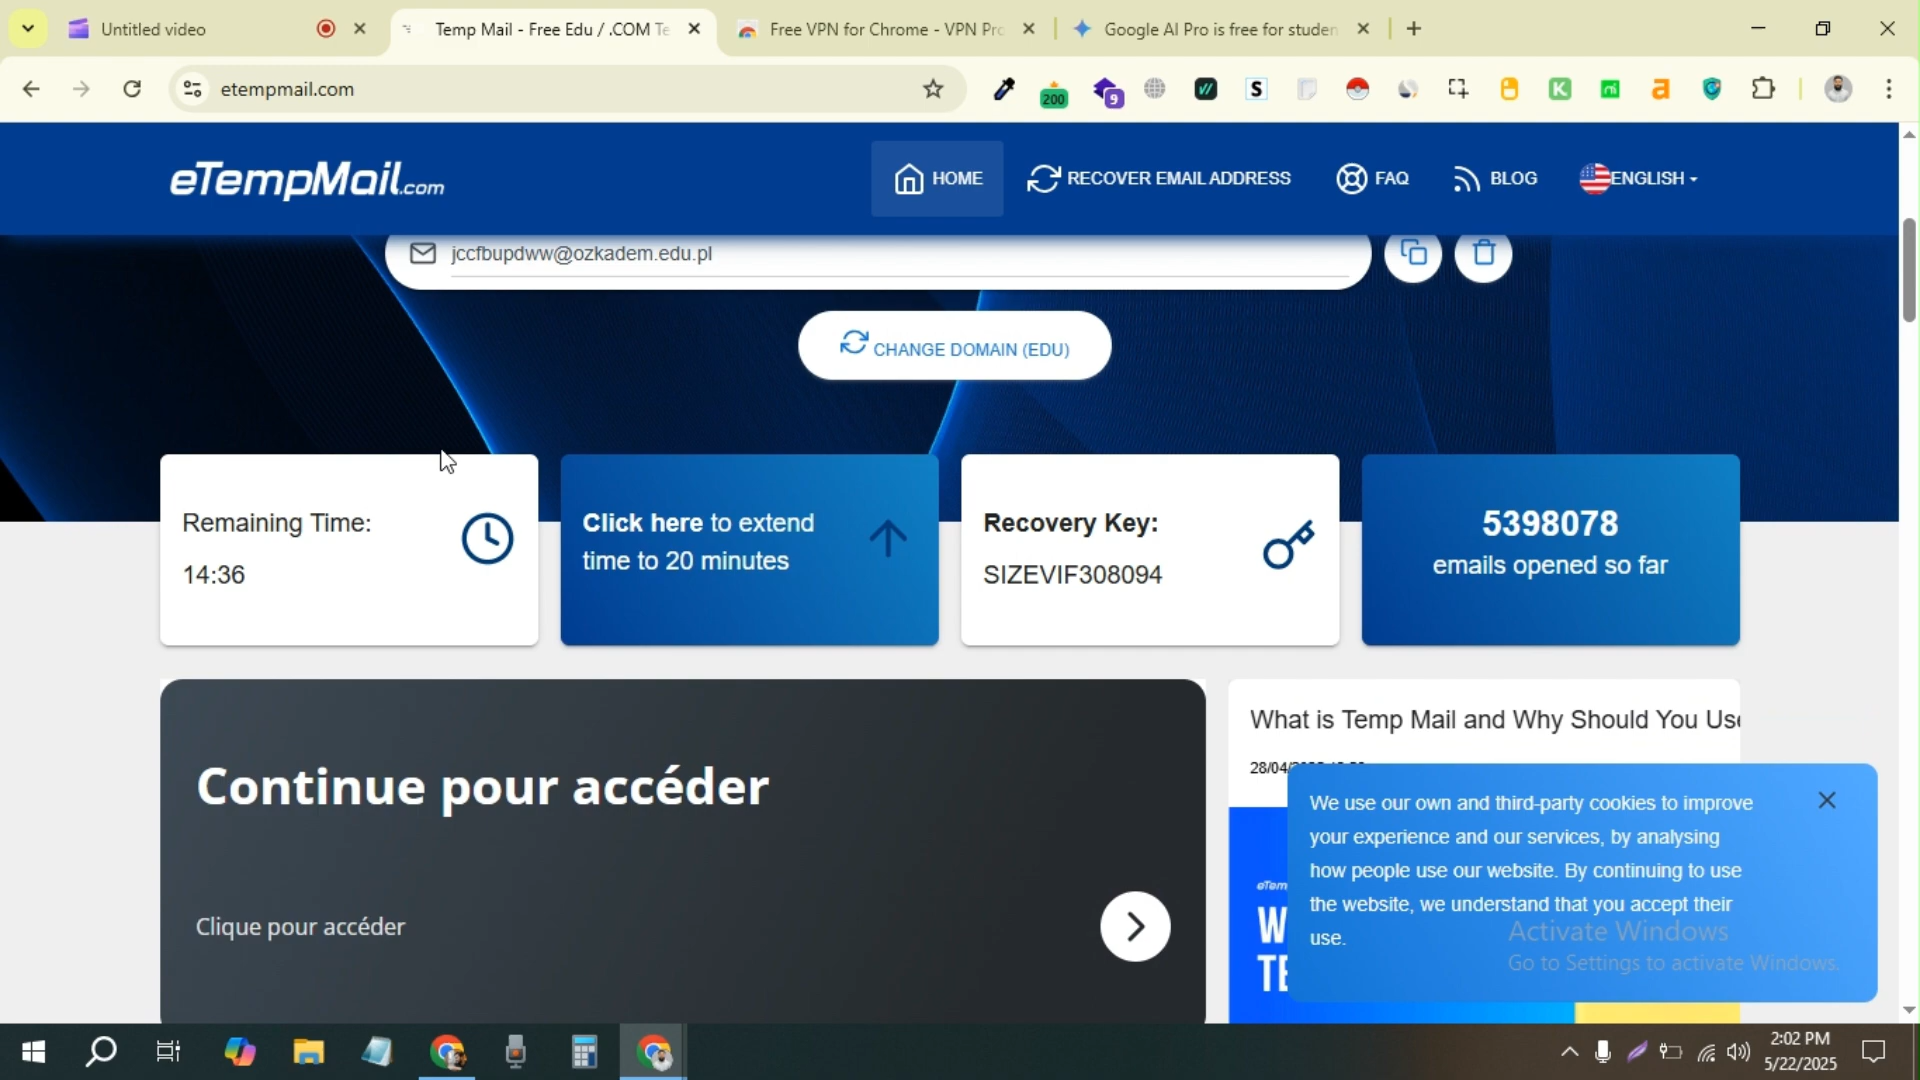 Untitled video
Temp Mail - Free Edu / .COM Te
Free VPN for Chrome - VPN Pro
Google AI Pro is free for studen
etempmail.com
200
9
S
K
a
eTempMail.com
HOME
RECOVER EMAIL ADDRESS
FAQ
BLOG
ENGLISH
jccfbupdww@ozkadem.edu.pl
CHANGE DOMAIN (EDU)
Remaining Time:
14:36
Click here to extend
time to 20 minutes
Recovery Key:
SIZEVIF308094
5398078
emails opened so far
Continue pour accéder
Clique pour accéder
What is Temp Mail and Why Should You Use
28/04/
eTem
W
TE
We use our own and third-party cookies to improve
your experience and our services, by analysing
how people use our website. By continuing to use
the website, we understand that you accept their
use.
Activate Windows
Go to Settings to activate Windows.
2:02 PM
5/22/2025